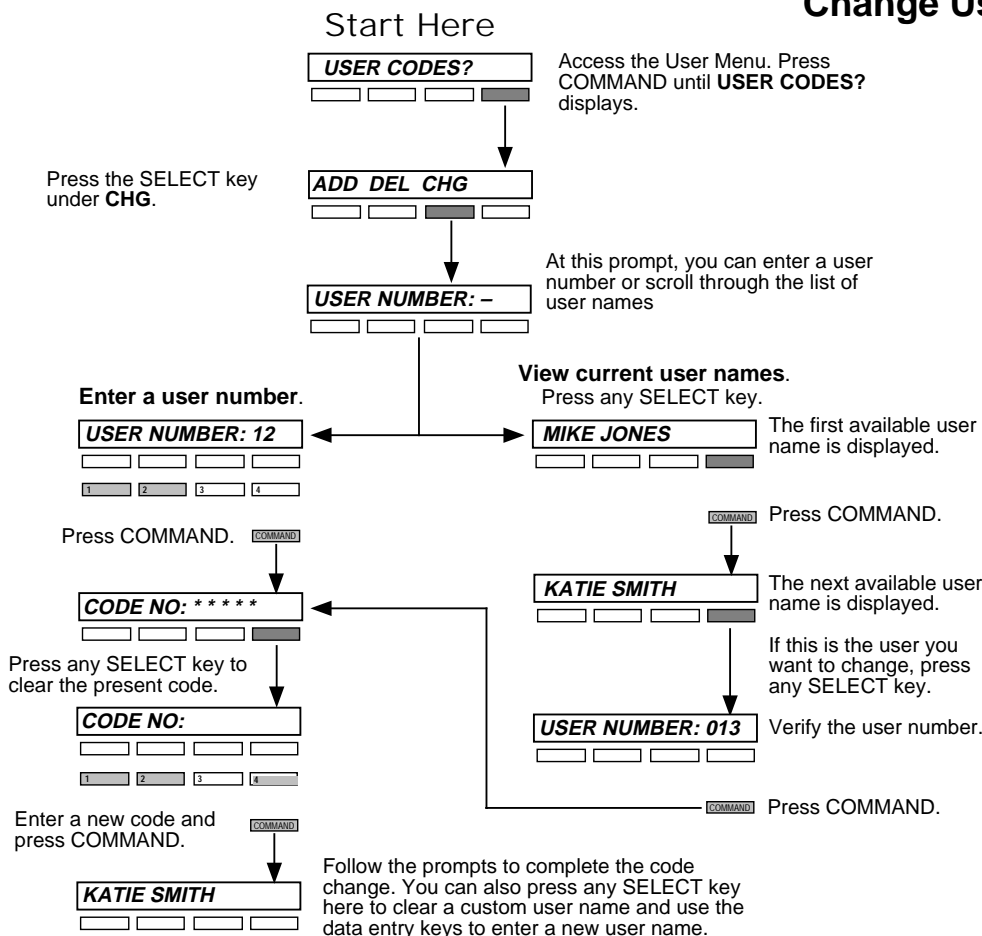 Change Us
Start Here
USER CODES?
Access the User Menu. Press
COMMAND until USER CODES?
displays.
Press the SELECT key
under CHG.
ADD DEL CHG
At this prompt, you can enter a user
number or scroll through the list of
user names
USER NUMBER: –
Enter a user number.
USER NUMBER: 12
1 2 3 4
Press COMMAND. COMMAND
CODE NO: * * * * *
Press any SELECT key to
clear the present code.
CODE NO:
1 2 3 4
Enter a new code and
press COMMAND.
COMMAND
KATIE SMITH
Follow the prompts to complete the code
change. You can also press any SELECT key
here to clear a custom user name and use the
data entry keys to enter a new user name.
View current user names.
Press any SELECT key.
MIKE JONES
The first available user
name is displayed.
COMMAND Press COMMAND.
KATIE SMITH
The next available user
name is displayed.
If this is the user you
want to change, press
any SELECT key.
USER NUMBER: 013
Verify the user number.
COMMAND Press COMMAND.